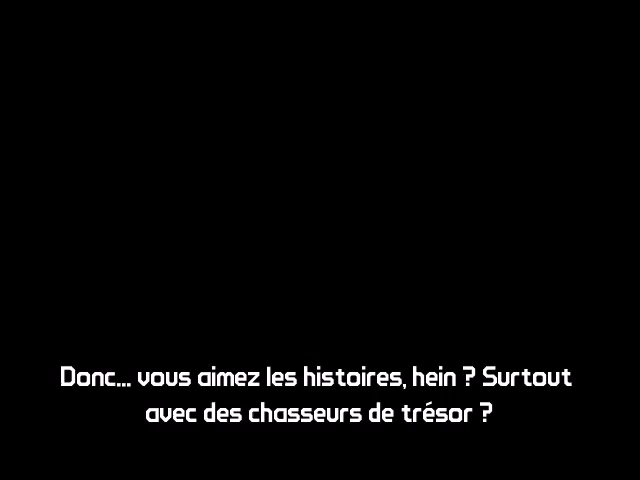 Donc... vous aimez les histoires, hein ? Surtout
avec des chasseurs de trésor ?